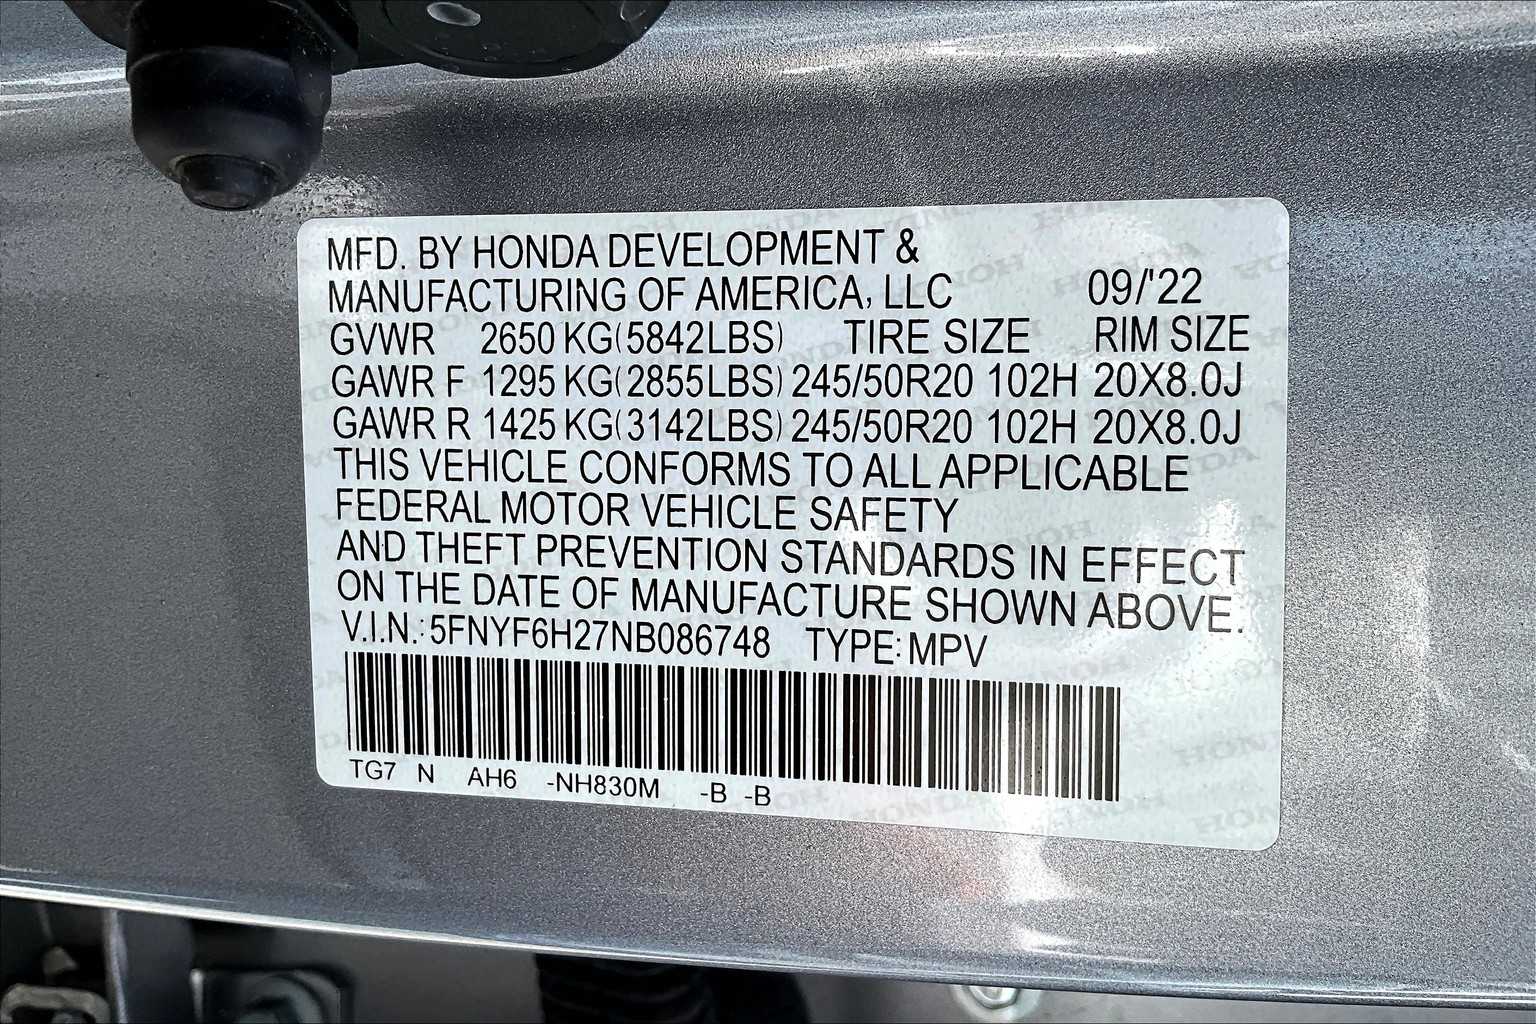 MFD. BY HONDA DEVELOPMENT &
MANUFACTURING OF AMERICA, LLC 09/'22
GVWR 2650 KG(5842LBS) TIRE SIZE RIM SIZE
GAWR F 1295 KG(2855LBS) 245/50R20 102H 20X8.0J
GAWR R 1425 KG(3142LBS) 245/50R20 102H 20X8.0J
THIS VEHICLE CONFORMS TO ALL APPLICABLE
FEDERAL MOTOR VEHICLE SAFETY
AND THEFT PREVENTION STANDARDS IN EFFECT
ON THE DATE OF MANUFACTURE SHOWN ABOVE.
V.I.N.: 5FNYF6H27NB086748 TYPE: MPV
TG7 N AH6 -NH830M -B -B